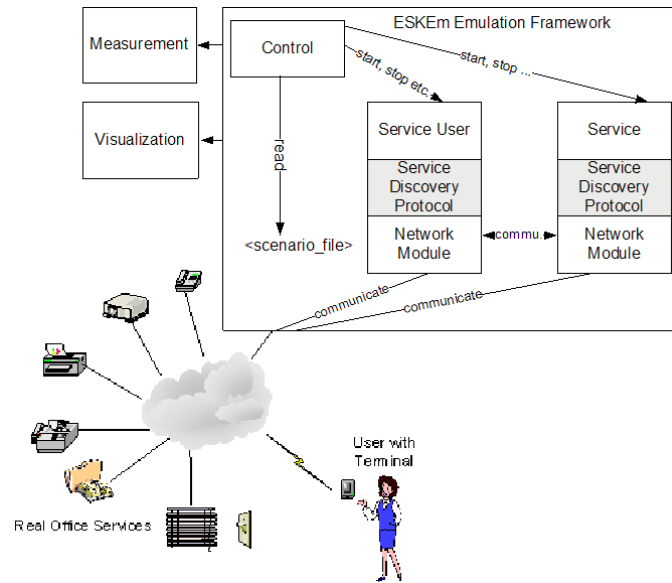 ESKEm Emulation Framework
Measurement
Control
start, stop ...
start, stop etc.
Visualization
read
Service User
Service
Service
Discovery
Protocol
Service
Discovery
Protocol
<scenario_file>
Network
Module
commu.
Network
Module
communicate
communicate
User with
Terminal
Real Office Services